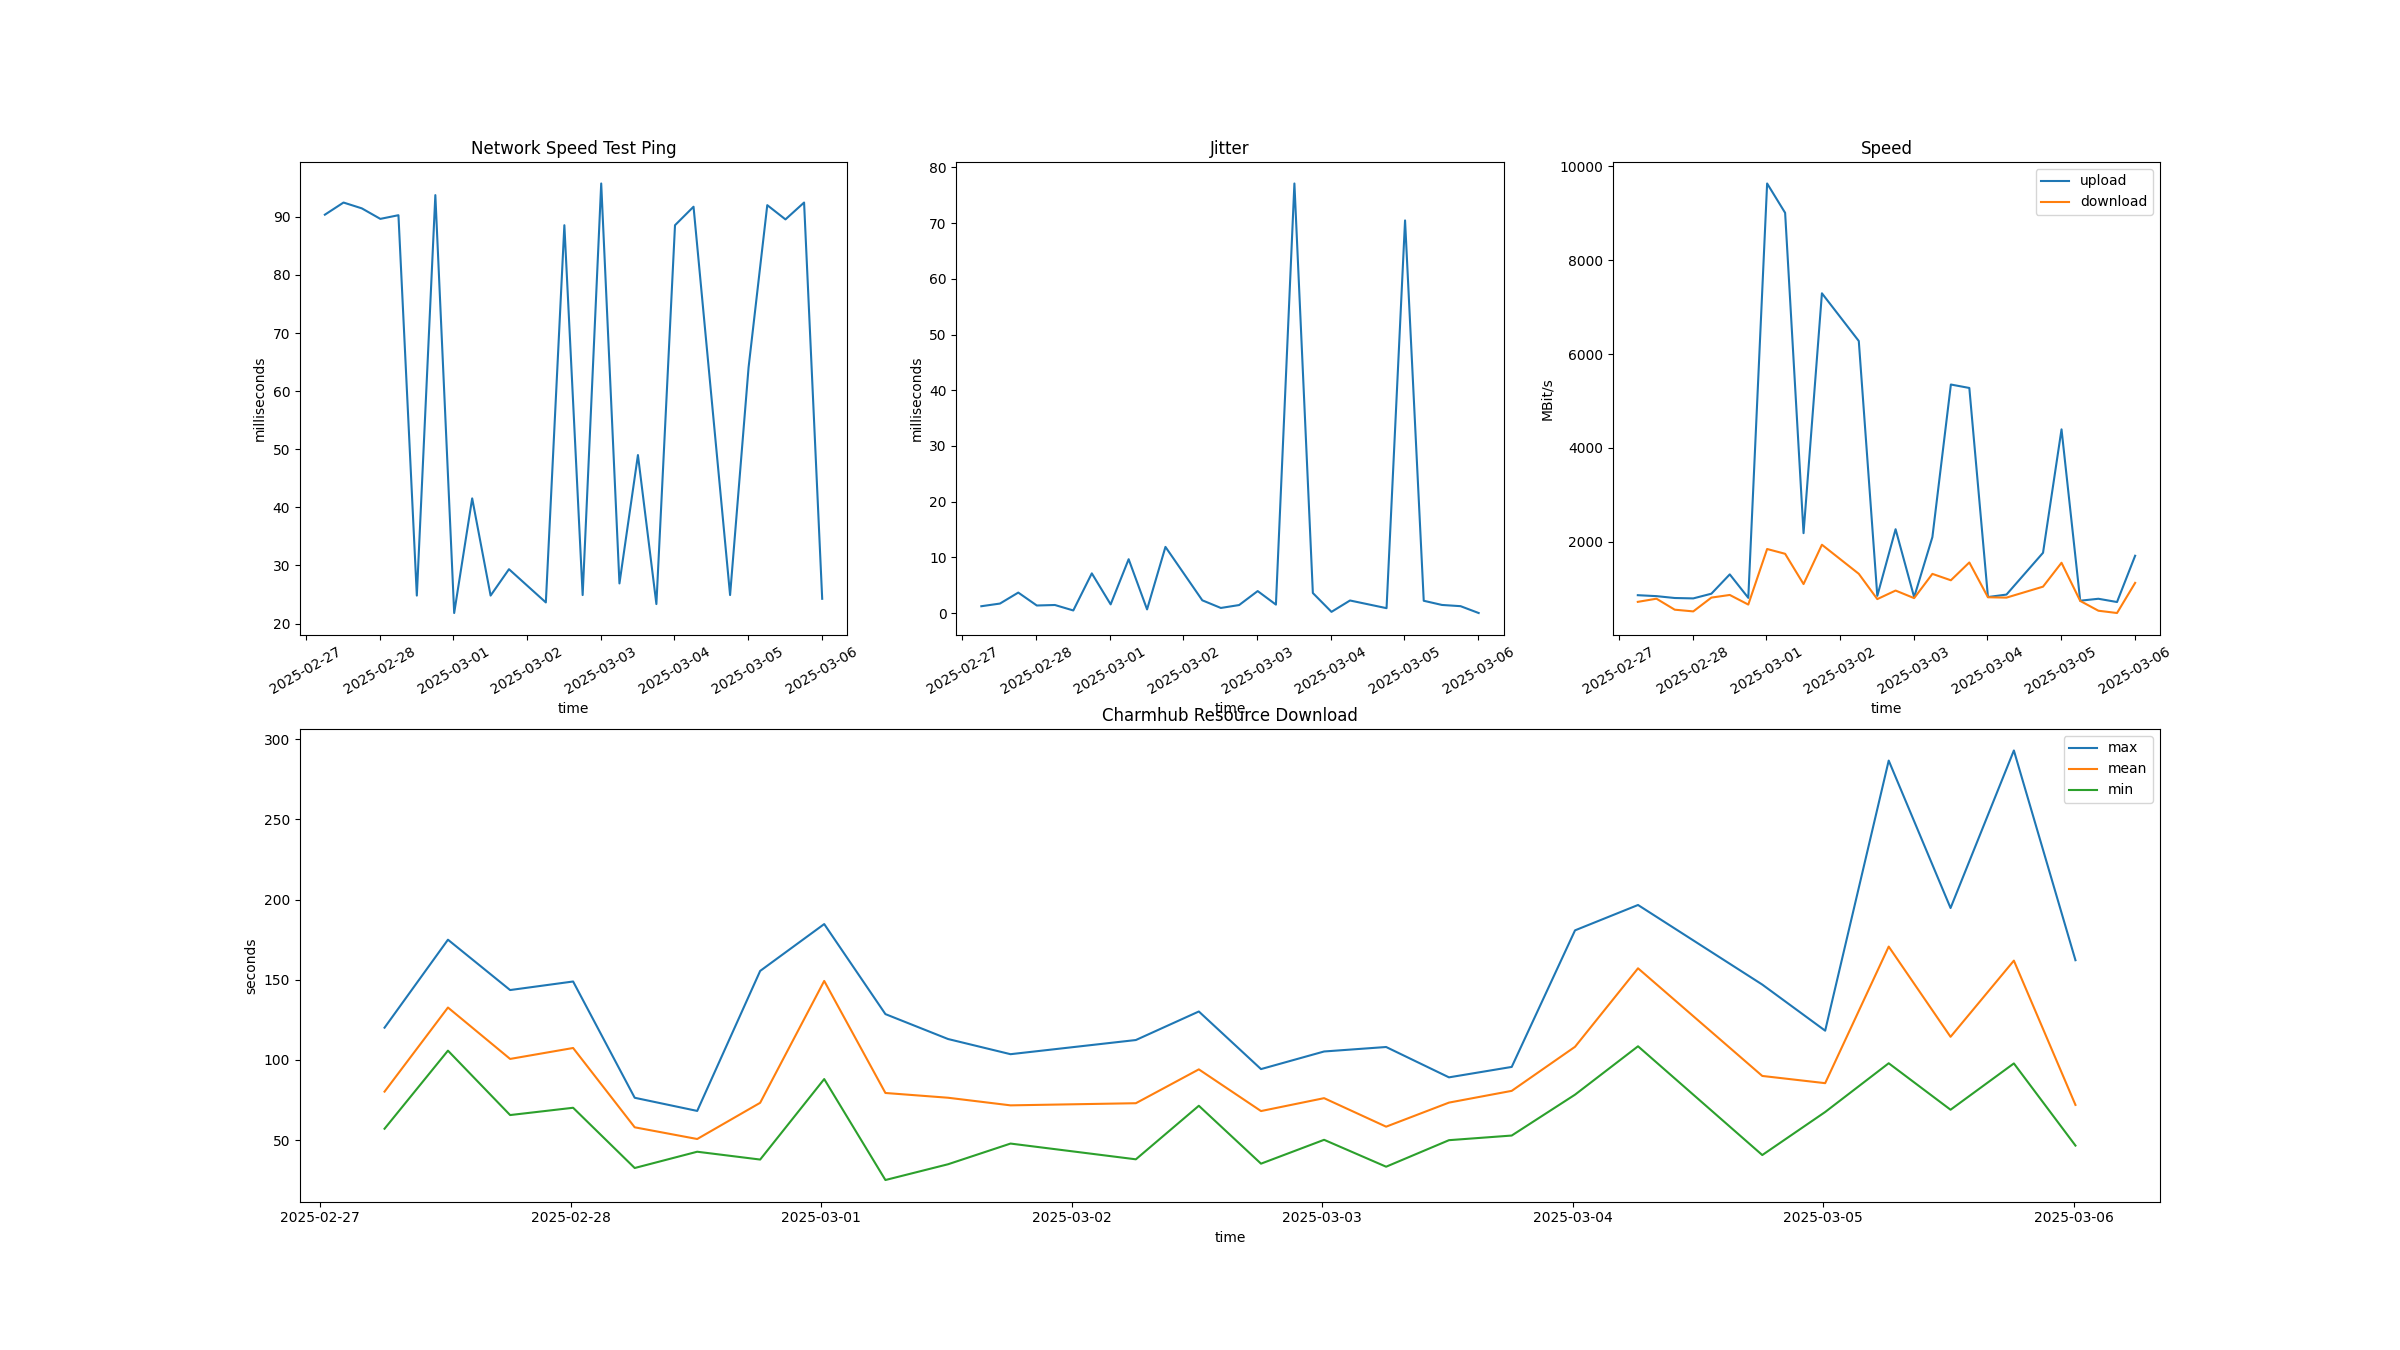 Network Speed Test Ping
milliseconds
90
80
70
60
50
40
30
20
2025-02-27 2025-02-28 2025-03-01 2025-03-02 2025-03-03 2025-03-04 2025-03-05 2025-03-06
time
Jitter
milliseconds
80
70
60
50
40
30
20
10
0
2025-02-27 2025-02-28 2025-03-01 2025-03-02 2025-03-03 2025-03-04 2025-03-05 2025-03-06
time
Speed
MBit/s
10000
8000
6000
4000
2000
upload
download
2025-02-27 2025-02-28 2025-03-01 2025-03-02 2025-03-03 2025-03-04 2025-03-05 2025-03-06
time
Charmhub Resource Download
seconds
300
250
200
150
100
50
max
mean
min
2025-02-27 2025-02-28 2025-03-01 2025-03-02 2025-03-03 2025-03-04 2025-03-05 2025-03-06
time